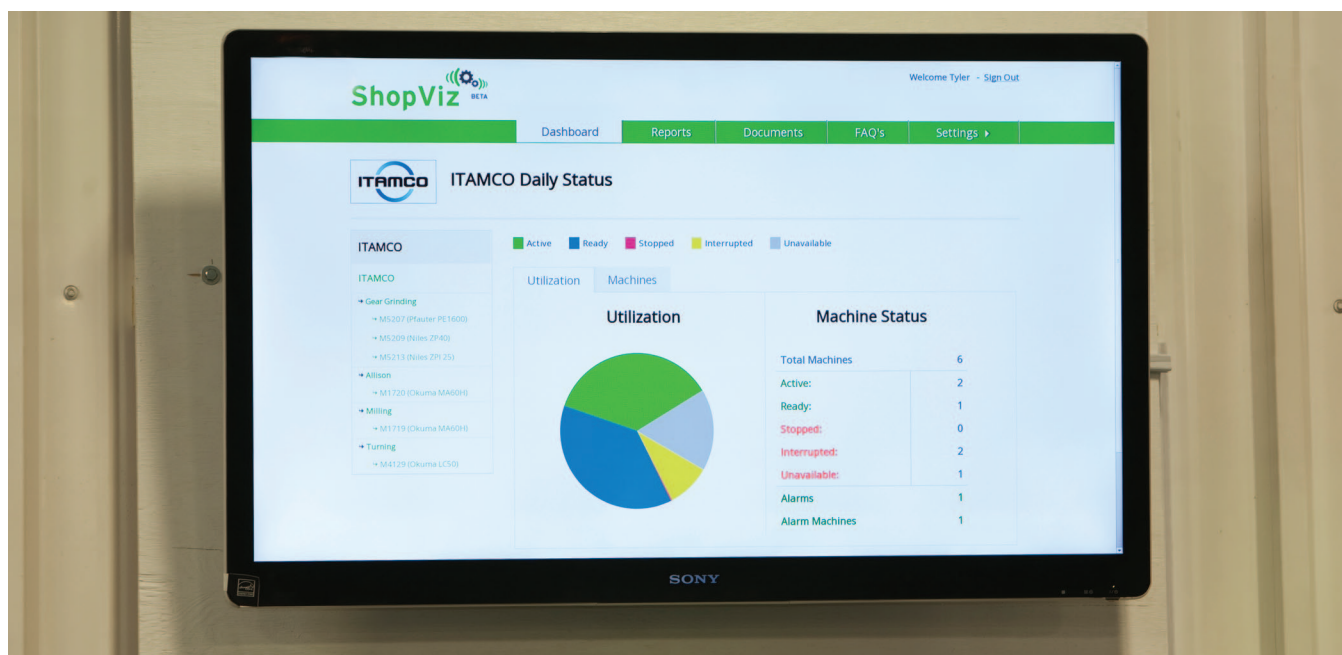 ShopViz
BETA
Welcome Tyler - Sign Out
Dashboard Reports Documents FAQ's Settings
ITAMCO ITAMCO Daily Status
ITAMCO
Active Ready Stopped Interrupted Unavailable
ITAMCO
Utilization Machines
Gear Grinding
M5207 (Pfauter PE1600)
M5209 (Niles ZP40)
M5213 (Niles ZPI 25)
Allison
M1720 (Okuma MA60H)
Milling
M1719 (Okuma MA60H)
Turning
M4129 (Okuma LC50)
Utilization
Machine Status
Total Machines 6
Active: 2
Ready: 1
Stopped: 0
Interrupted: 2
Unavailable: 1
Alarms 1
Alarm Machines 1
SONY